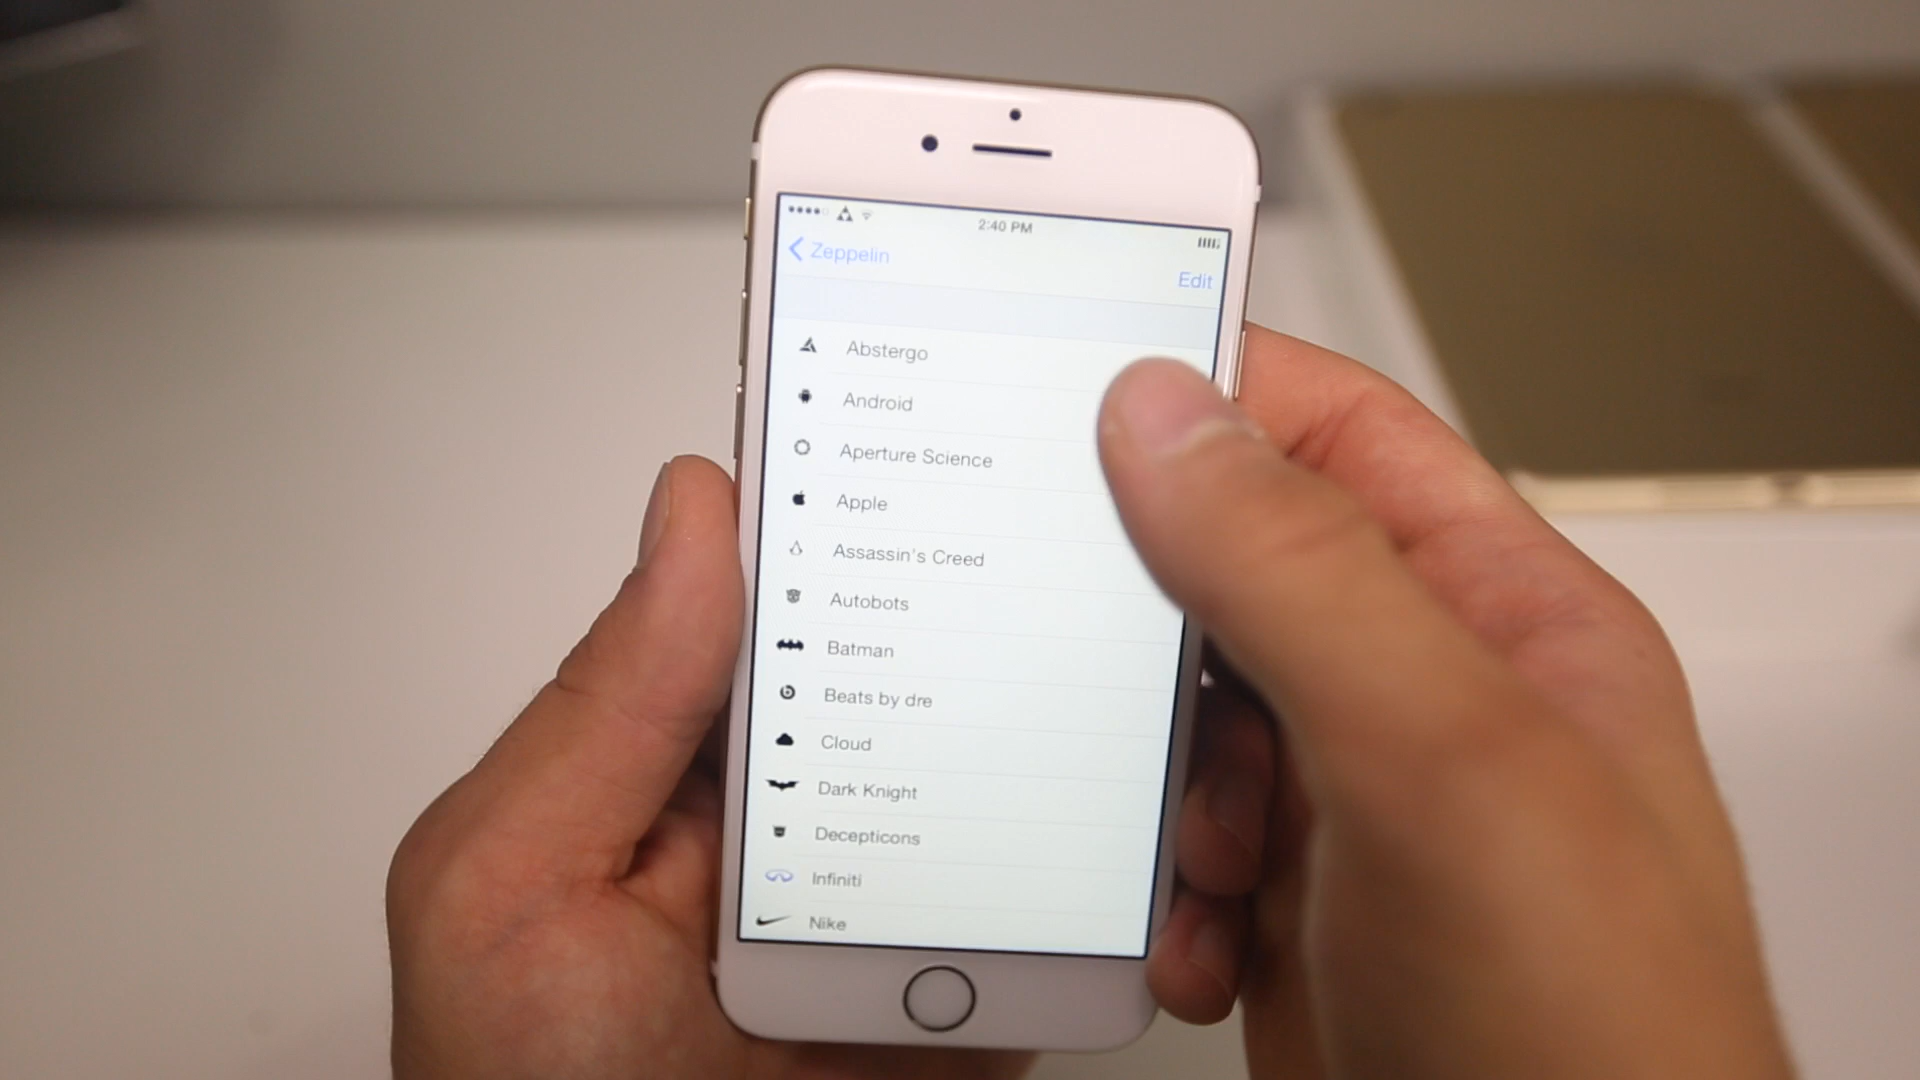 2:40 PM
Zeppelin
Edit
Abstergo
Android
Aperture Science
Apple
Assassin's Creed
Autobots
Batman
Beats by dre
Cloud
Dark Knight
Decepticons
Infiniti
Nike